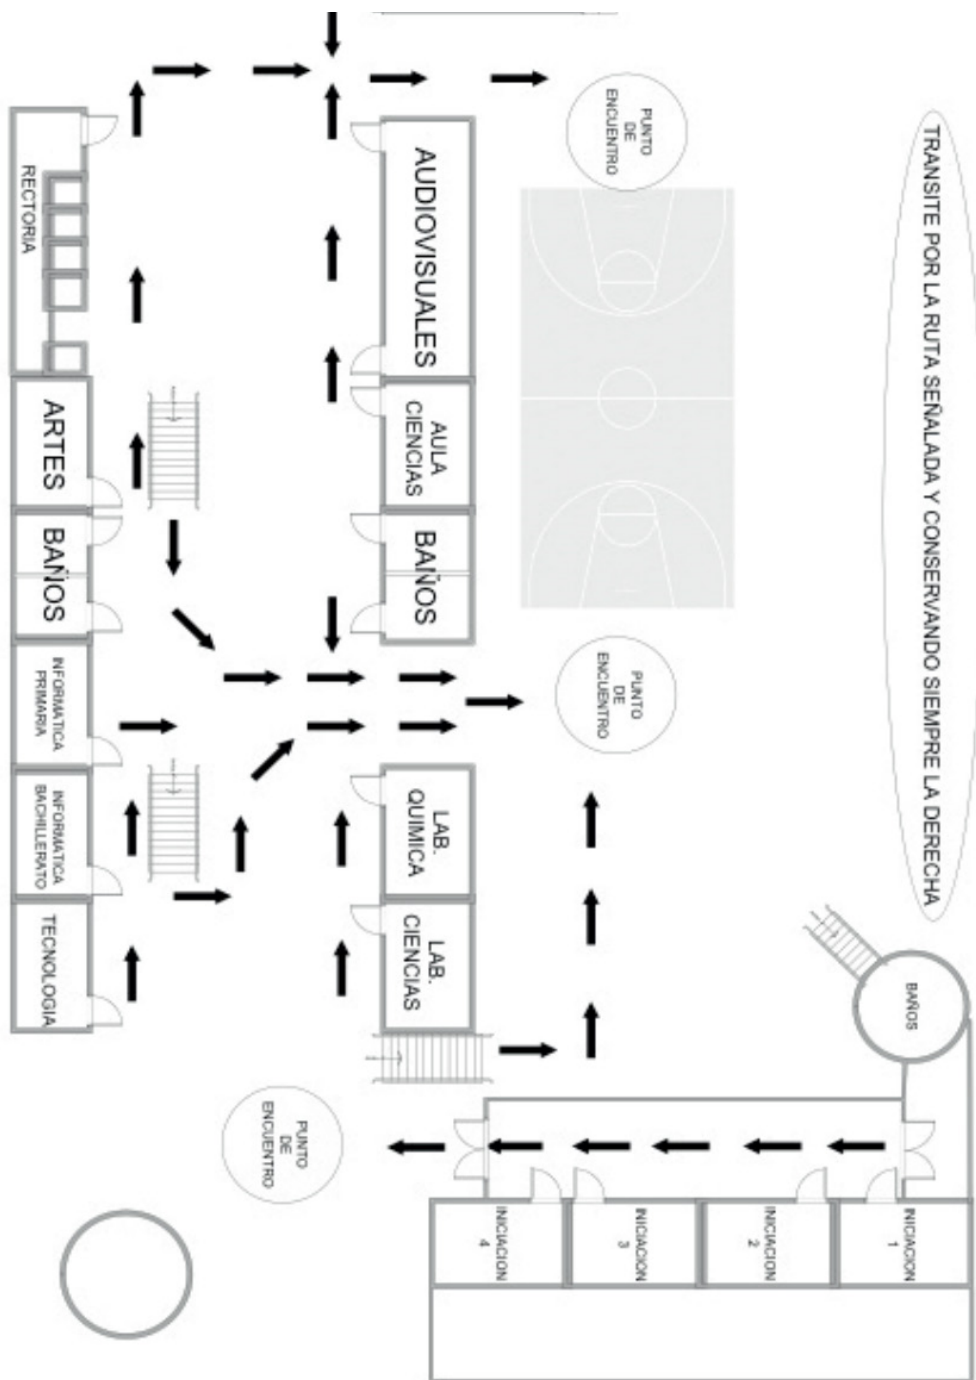 PUNTO
DE
ENCUENTRO
TRANSITE POR LA RUTA SEÑALADA Y CONSERVANDO SIEMPRE LA DERECHA
RECTORIA
AUDIOVISUALES
ARTES
AULA
CIENCIAS
BAÑOS
BAÑOS
INFORMATICA
PRIMARIA
PUNTO
DE
ENCUENTRO
INFORMATICA
BACHILLERATO
LAB.
QUIMICA
TECNOLOGIA
LAB.
CIENCIAS
BAÑOS
PUNTO
DE
ENCUENTRO
INICIACION
4
INICIACION
3
INICIACION
2
INICIACION
1